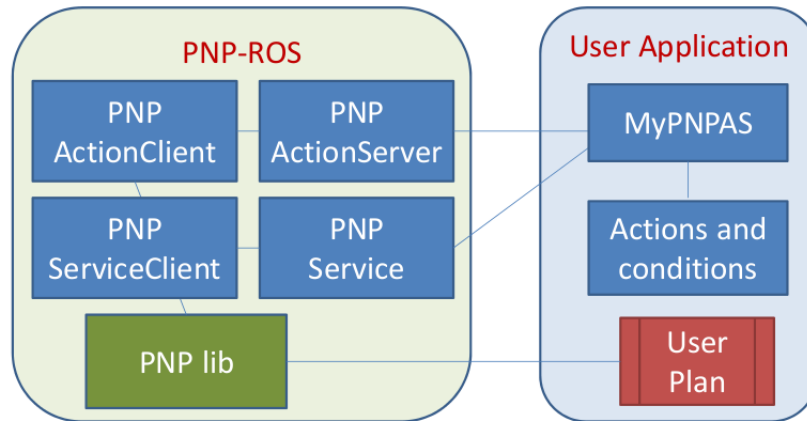 PNP-ROS
PNP
ActionClient
PNP
ActionServer
PNP
ServiceClient
PNP
Service
PNP lib
User Application
MyPNPAS
Actions and
conditions
User
Plan